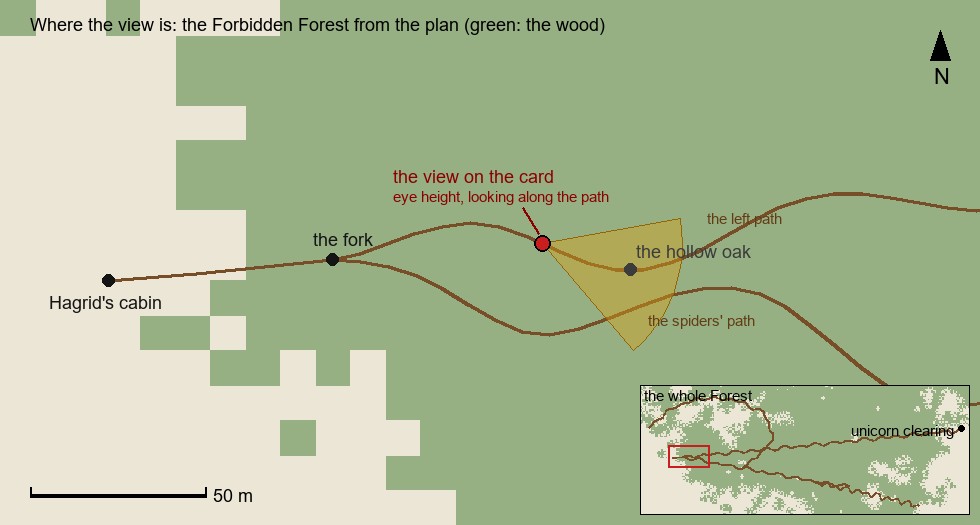 Where the view is: the Forbidden Forest from the plan (green: the wood)
N
the view on the card
eye height, looking along the path
the left path
the fork
the hollow oak
Hagrid's cabin
the spiders' path
the whole Forest
unicorn clearing
50 m